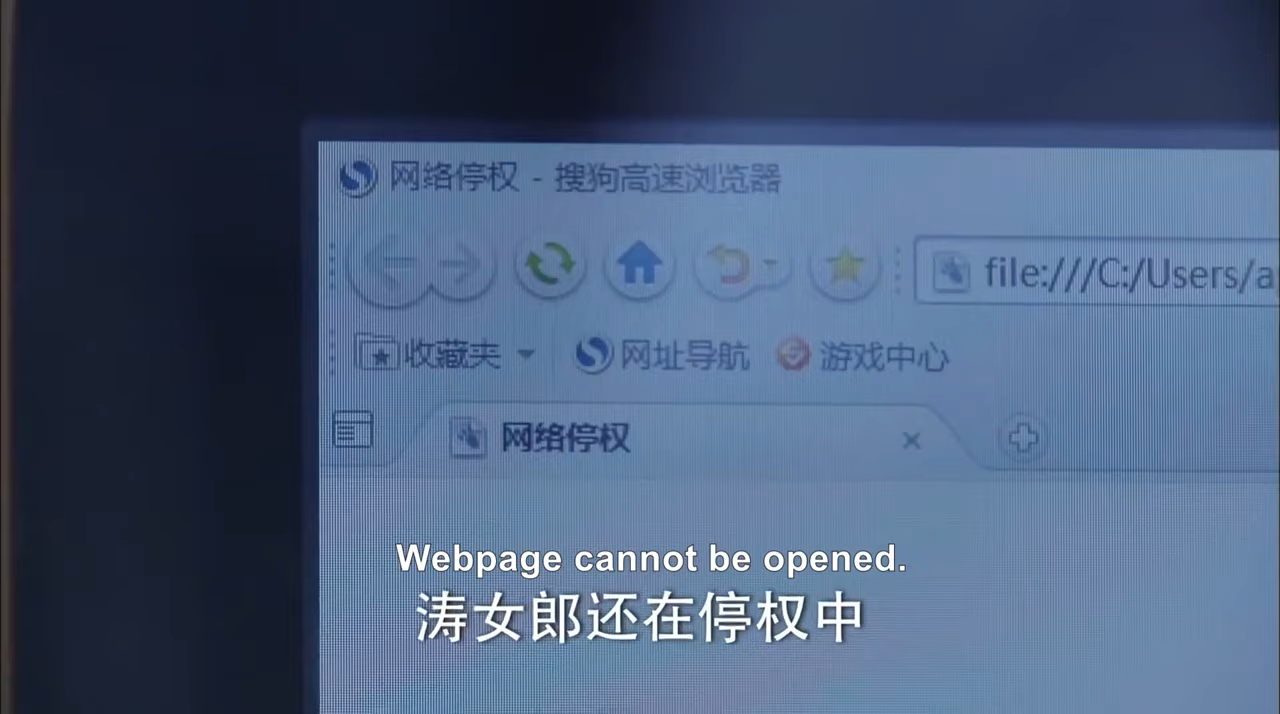 网络停权 - 搜狗高速浏览器
file:///C:/Users/a
收藏夹 网址导航 游戏中心
网络停权
Webpage cannot be opened.
涛女郎还在停权中